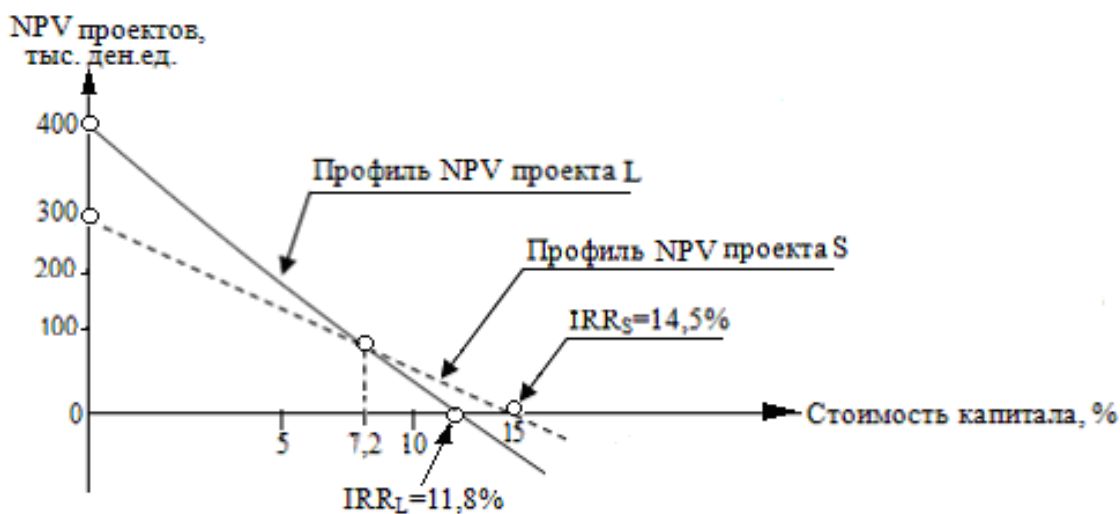 NPV проектов,
тыс. ден.ед.
400
Профиль NPV проекта L
300
Профиль NPV проекта S
200
IRRS=14,5%
100
0
5
7,2
10
15
Стоимость капитала, %
IRRL=11,8%